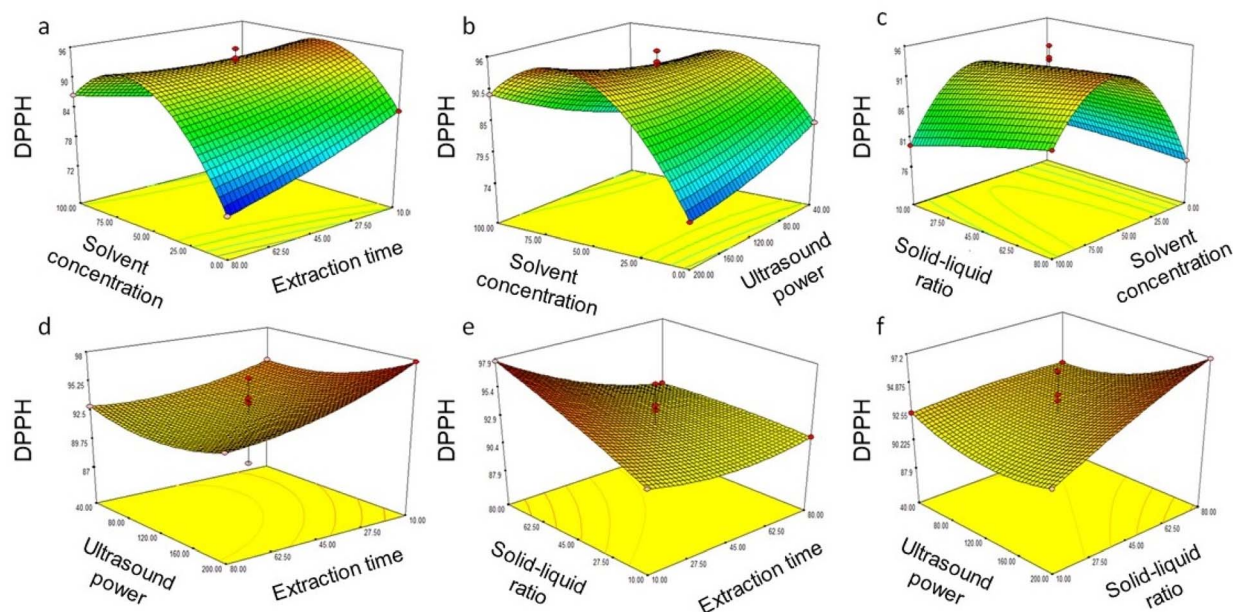 a
96
90
84
78
72
DPPH
100.00
75.00
50.00
25.00
0.00
80.00
62.50
45.00
27.50
10.00
Solvent
concentration
Extraction time
b
96
90.5
85
79.5
74
DPPH
100.00
75.00
50.00
25.00
0.00
200.00
160.00
120.00
80.00
40.00
Solvent
concentration
Ultrasound
power
c
96
91
86
81
76
DPPH
10.00
27.50
45.00
62.50
80.00
100.00
75.00
50.00
25.00
0.00
Solid-liquid
ratio
Solvent
concentration
d
98
95.25
92.5
89.75
87
DPPH
40.00
80.00
120.00
160.00
200.00
80.00
62.50
45.00
27.50
10.00
Ultrasound
power
Extraction time
e
97.9
95.4
92.9
90.4
87.9
DPPH
80.00
62.50
45.00
27.50
10.00
10.00
27.50
45.00
62.50
80.00
Solid-liquid
ratio
Extraction time
f
97.2
94.875
92.55
90.225
87.9
DPPH
40.00
80.00
120.00
160.00
200.00
10.00
27.50
45.00
62.50
80.00
Ultrasound
power
Solid-liquid
ratio